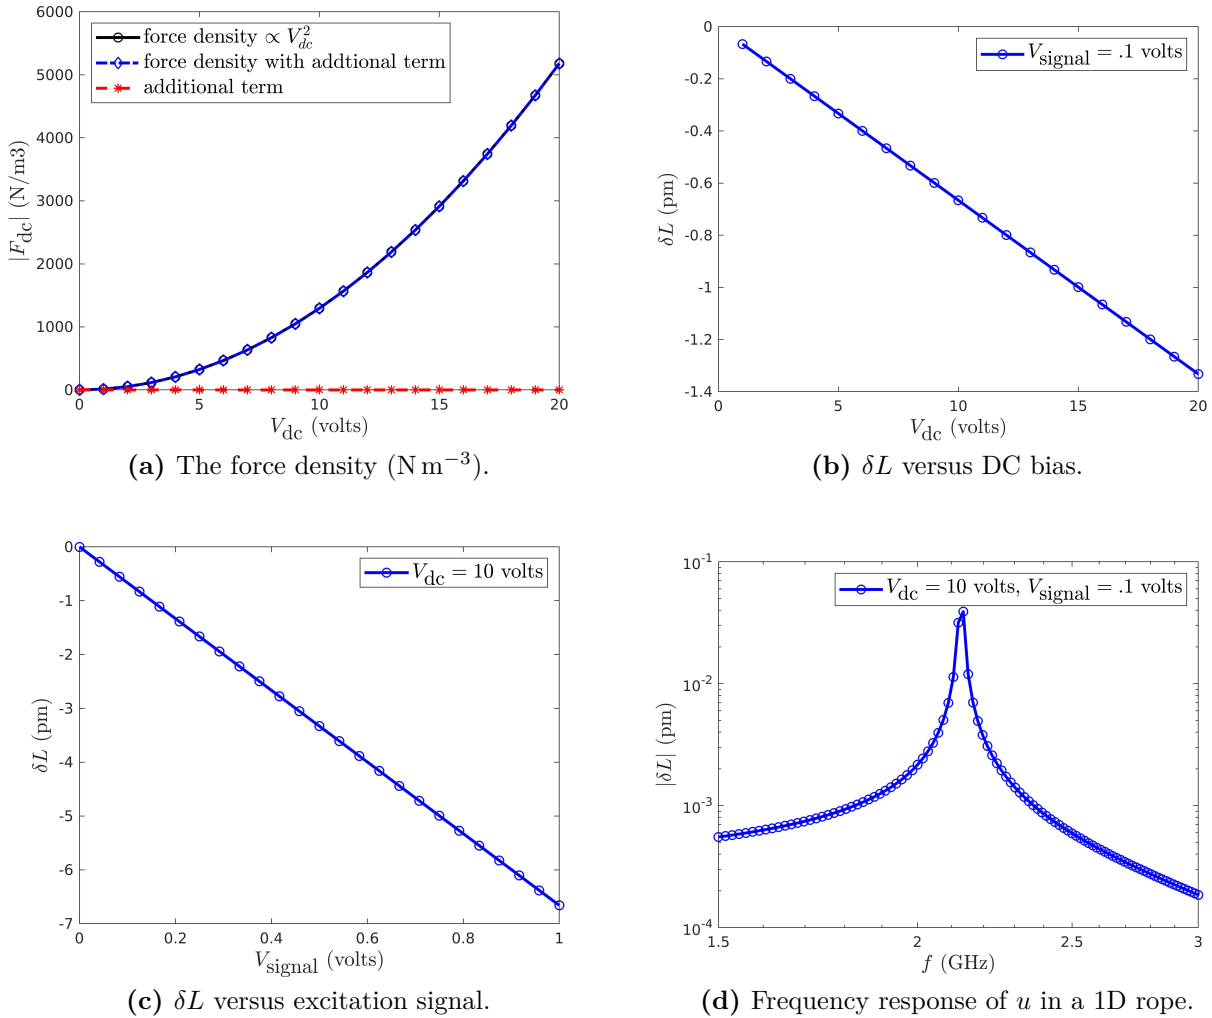 6000
5000
4000
3000
2000
1000
0
|F_dc| (N/m3)
force density ∝ V²_dc
force density with addtional term
additional term
0 5 10 15 20
V_dc (volts)
(a) The force density (N m⁻³).
0
-0.2
-0.4
-0.6
-0.8
-1
-1.2
-1.4
δL (pm)
V_signal = .1 volts
0 5 10 15 20
V_dc (volts)
(b) δL versus DC bias.
0
-1
-2
-3
-4
-5
-6
-7
δL (pm)
V_dc = 10 volts
0 0.2 0.4 0.6 0.8 1
V_signal (volts)
(c) δL versus excitation signal.
10⁻¹
10⁻²
10⁻³
10⁻⁴
|δL| (pm)
V_dc = 10 volts, V_signal = .1 volts
1.5 2 2.5 3
f (GHz)
(d) Frequency response of u in a 1D rope.